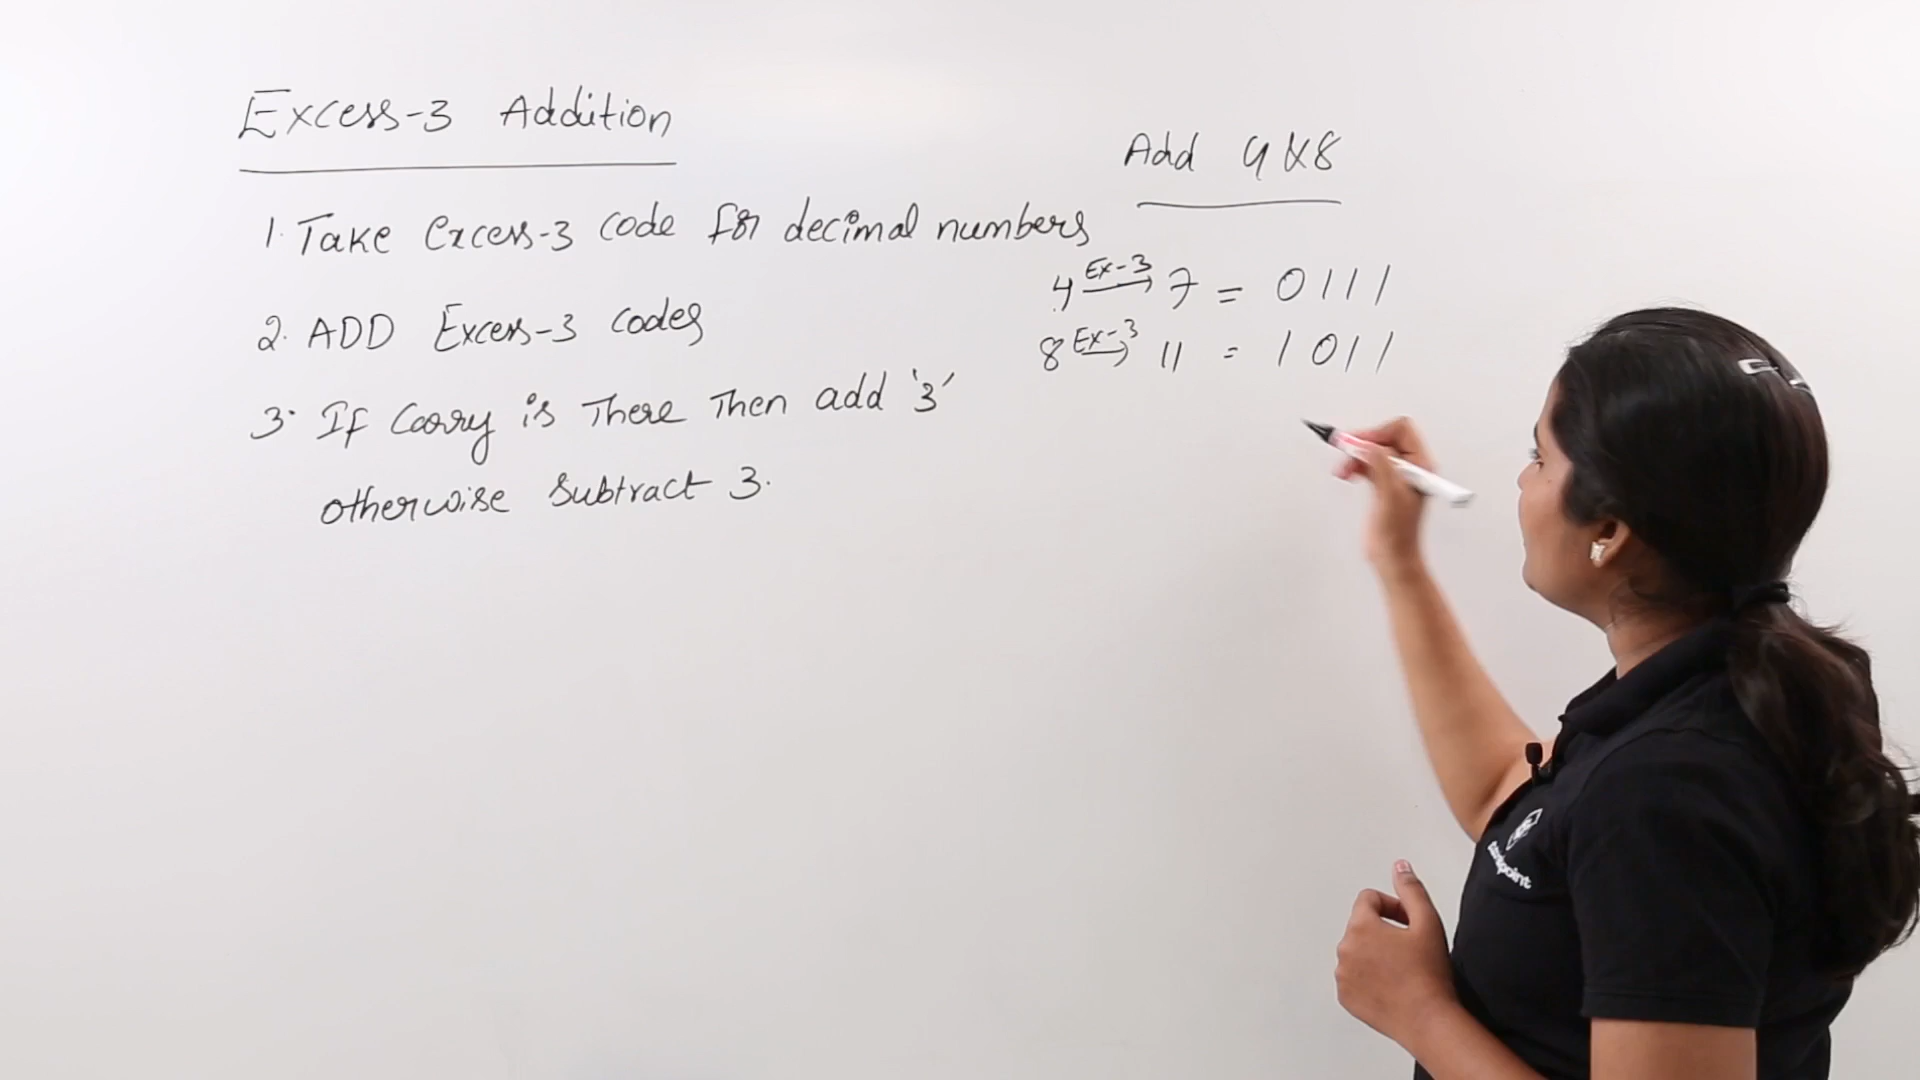 Excess-3 Addition
1. Take Excess-3 code for decimal numbers
2. ADD Excess-3 codes
3. If Carry is There Then add '3'
otherwise Subtract 3.
Add 4 & 8
4 Ex-3→ 7 = 0111
8 Ex-3→ 11 = 1011